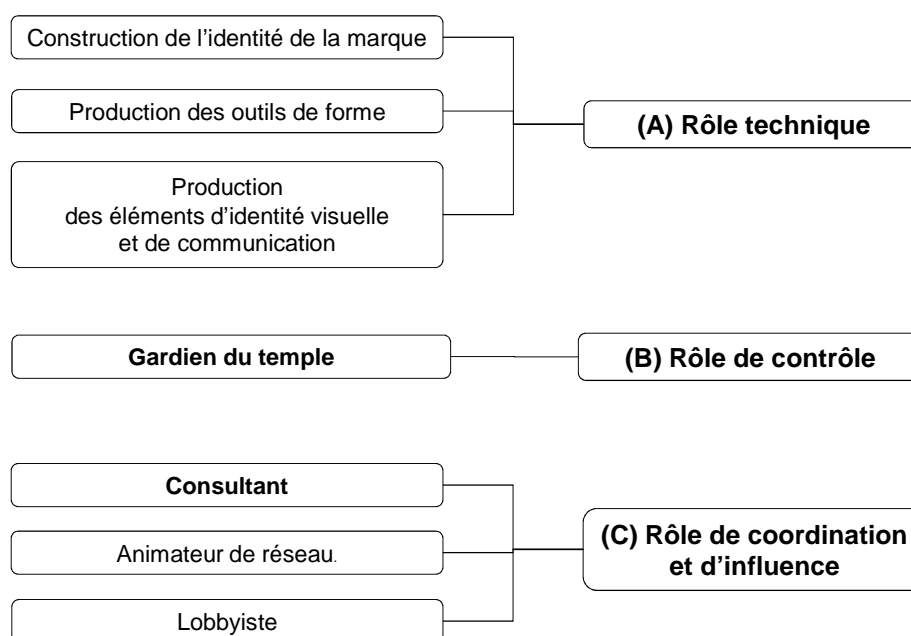 Construction de l’identité de la marque
Production des outils de forme
(A) Rôle technique
Production
des éléments d’identité visuelle
et de communication
Gardien du temple
(B) Rôle de contrôle
Consultant
Animateur de réseau.
(C) Rôle de coordination
et d’influence
Lobbyiste